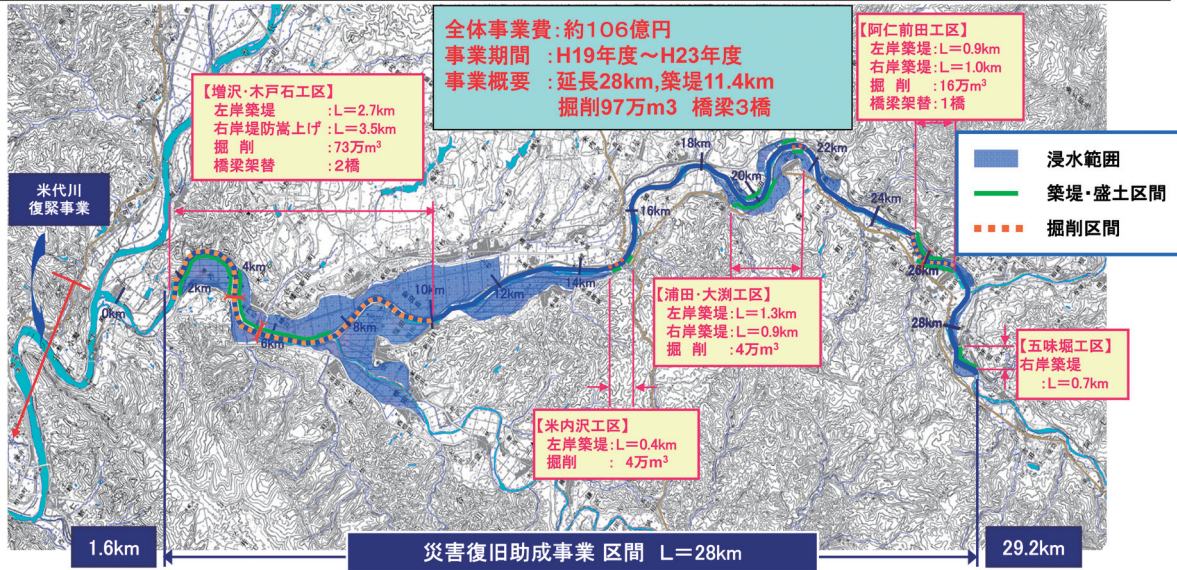 全体事業費:約106億円
事業期間 :H19年度~H23年度
事業概要 :延長28km,築堤11.4km
掘削97万m3 橋梁3橋
【阿仁前田工区】
左岸築堤:L=0.9km
右岸築堤:L=1.0km
掘 削 :16万m³
橋梁架替:1橋
【増沢・木戸石工区】
左岸築堤 :L=2.7km
右岸堤防嵩上げ:L=3.5km
掘 削 :73万m³
橋梁架替 :2橋
浸水範囲
築堤・盛土区間
掘削区間
米代川
復緊事業
0km
2km
4km
6km
8km
10km
12km
14km
16km
18km
20km
22km
24km
26km
28km
【浦田・大渕工区】
左岸築堤:L=1.3km
右岸築堤:L=0.9km
掘 削 :4万m³
【五味堀工区】
右岸築堤
:L=0.7km
【米内沢工区】
左岸築堤:L=0.4km
掘削 : 4万m³
1.6km
災害復旧助成事業 区間 L=28km
29.2km